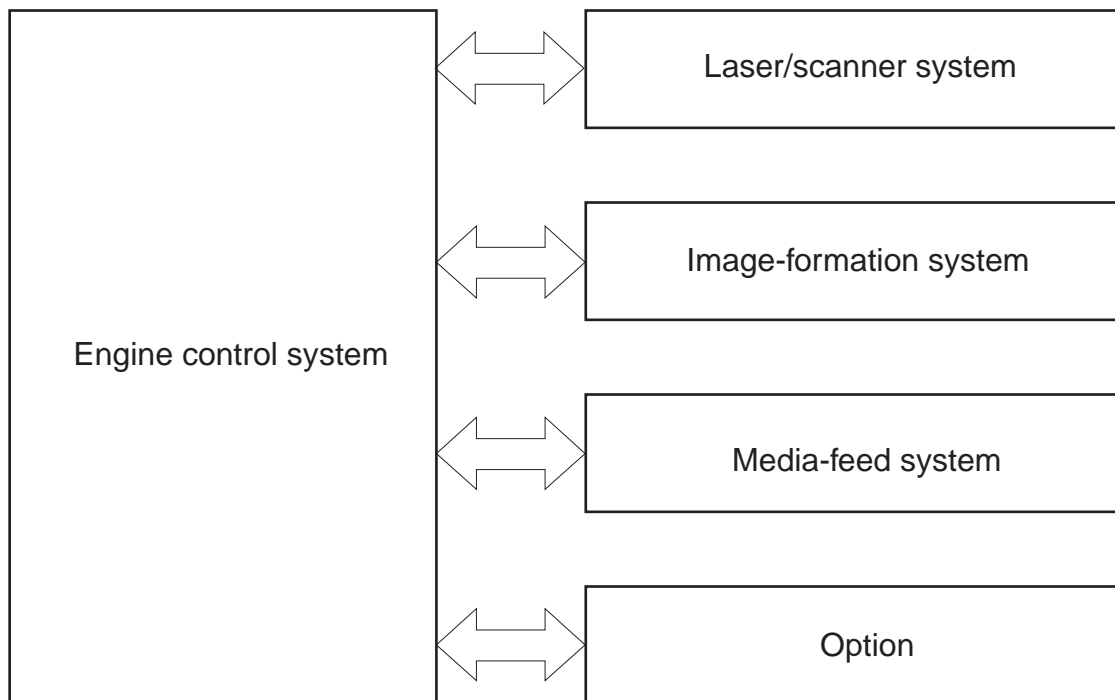 Laser/scanner system
Image-formation system
Engine control system
Media-feed system
Option